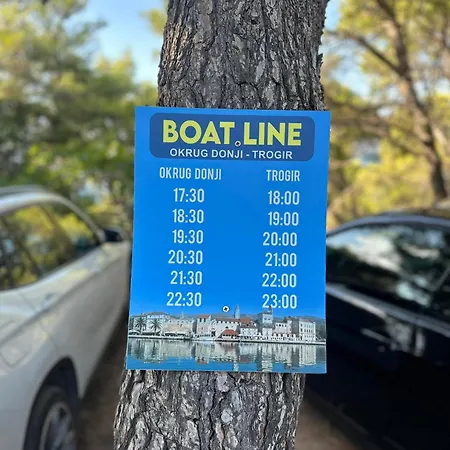 BOAT LINE
OKRUG DONJI - TROGIR
OKRUG DONJI TROGIR
17:30 18:00
18:30 19:00
19:30 20:00
20:30 21:00
21:30 22:00
22:30 23:00